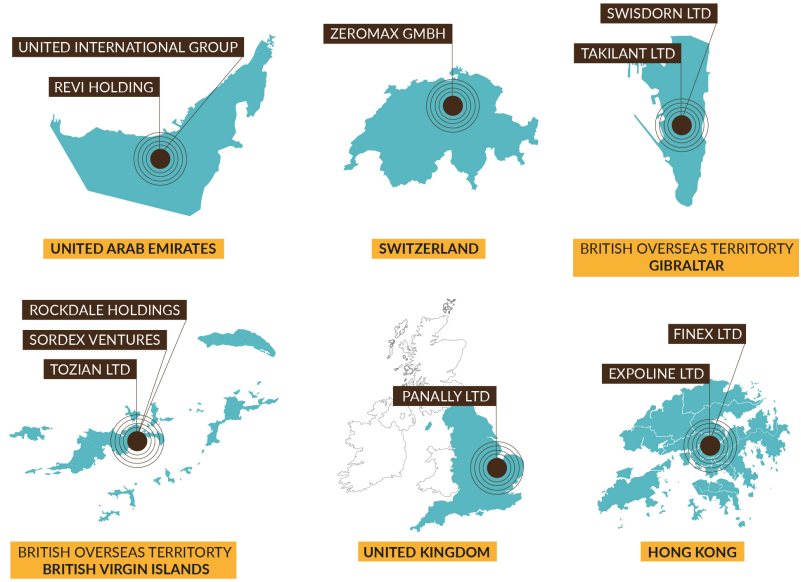 UNITED INTERNATIONAL GROUP
REVI HOLDING
UNITED ARAB EMIRATES
ZEROMAX GMBH
SWITZERLAND
SWISDORN LTD
TAKILANT LTD
BRITISH OVERSEAS TERRITORTY
GIBRALTAR
ROCKDALE HOLDINGS
SORDEX VENTURES
TOZIAN LTD
BRITISH OVERSEAS TERRITORTY
BRITISH VIRGIN ISLANDS
PANALLY LTD
UNITED KINGDOM
FINEX LTD
EXPOLINE LTD
HONG KONG